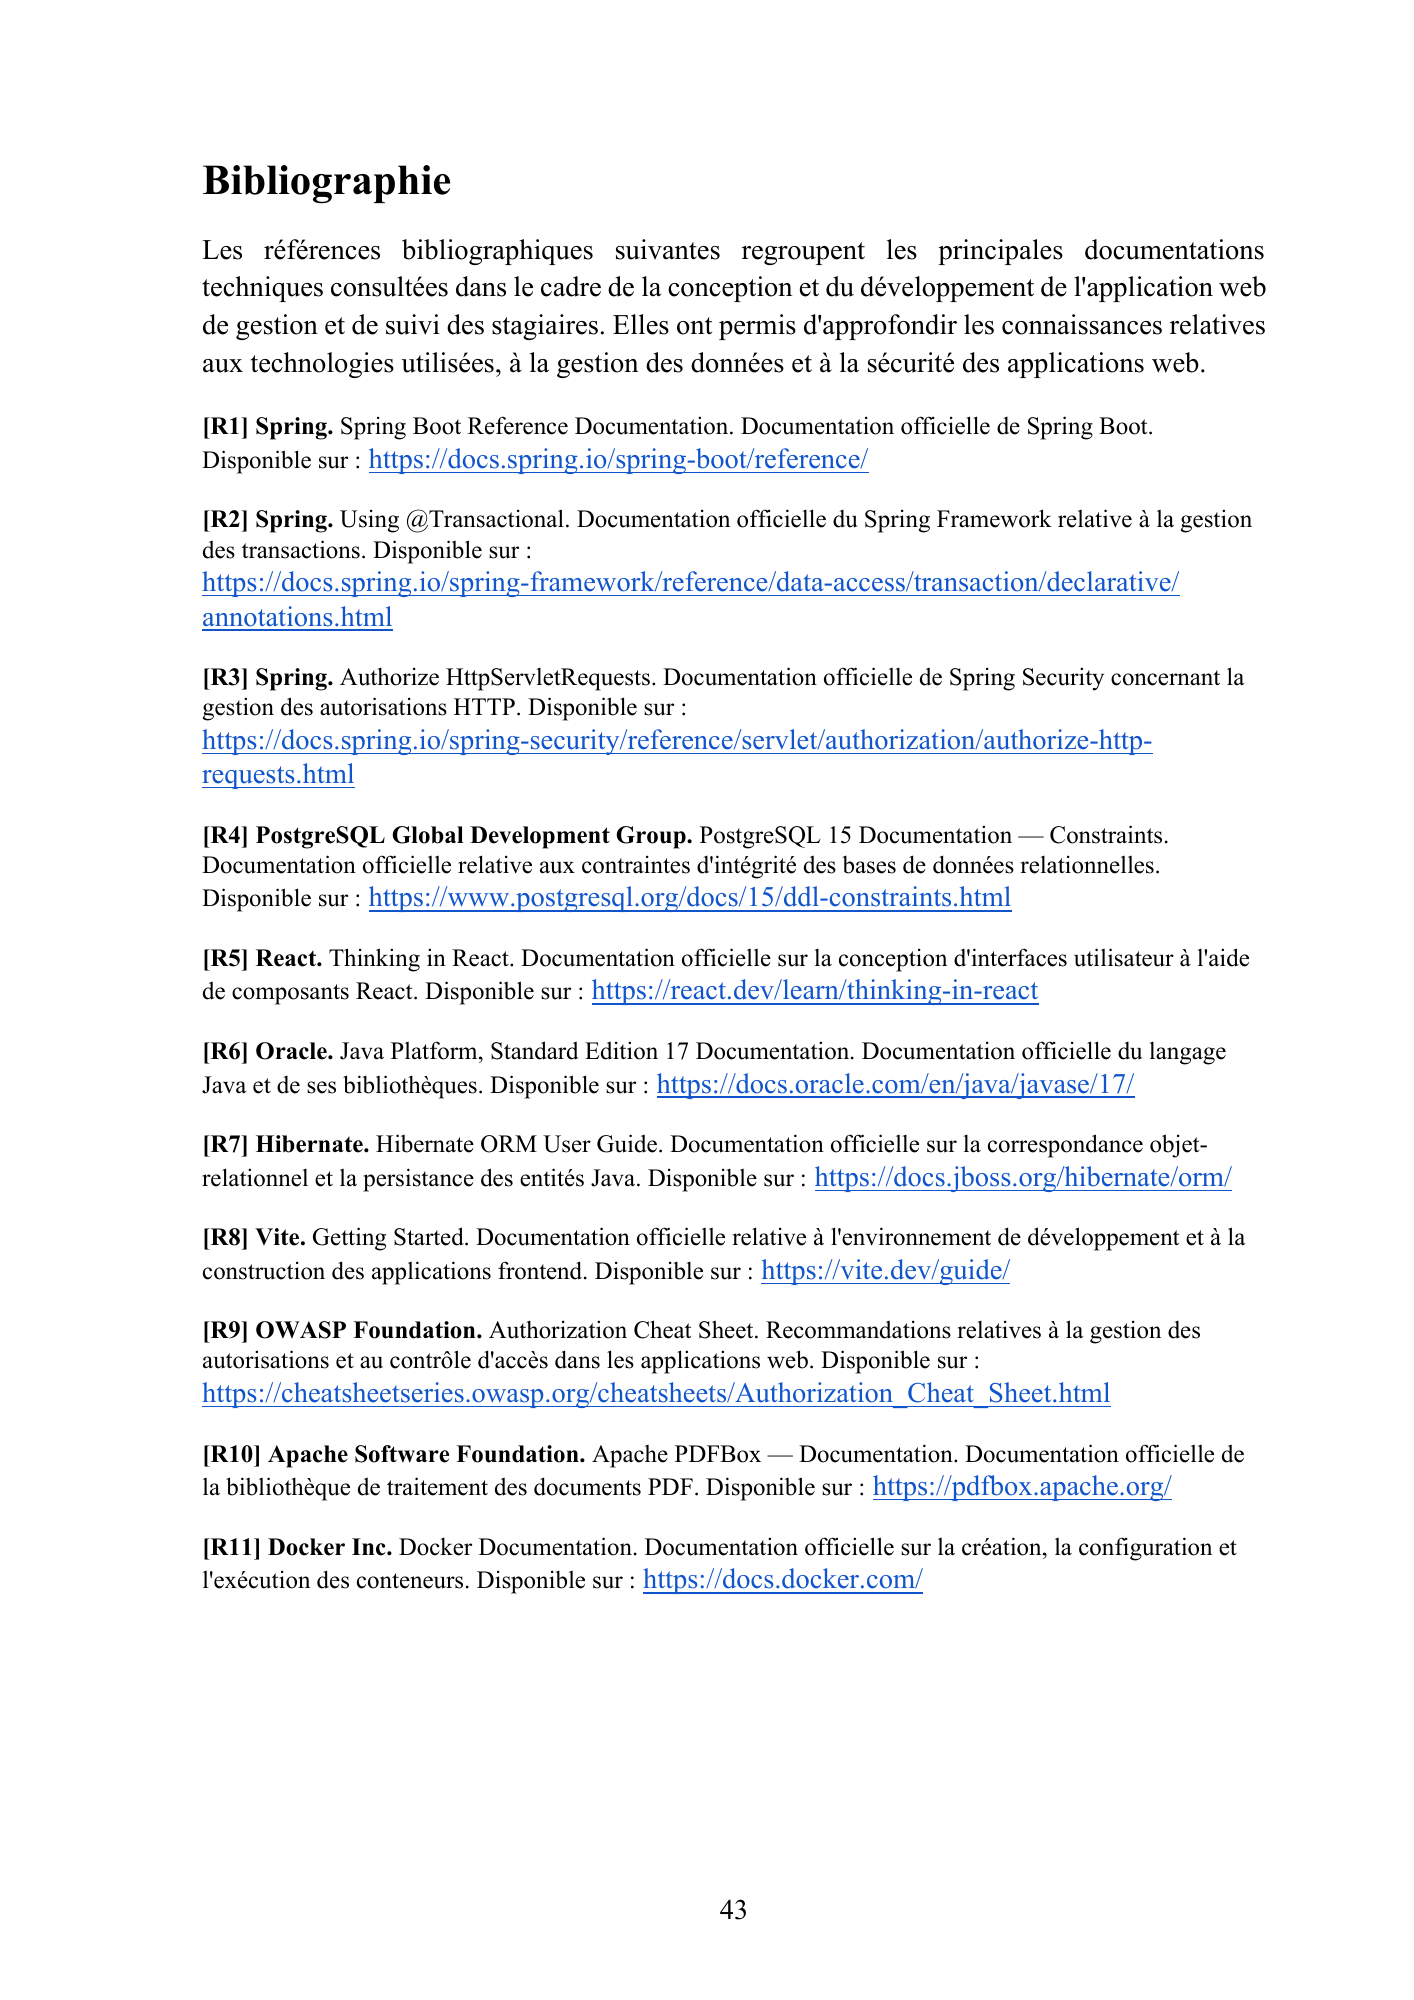 Bibliographie
Les références bibliographiques suivantes regroupent les principales documentations
techniques consultées dans le cadre de la conception et du développement de l'application web
de gestion et de suivi des stagiaires. Elles ont permis d'approfondir les connaissances relatives
aux technologies utilisées, à la gestion des données et à la sécurité des applications web.
[R1] Spring. Spring Boot Reference Documentation. Documentation officielle de Spring Boot.
Disponible sur : https://docs.spring.io/spring-boot/reference/
[R2] Spring. Using @Transactional. Documentation officielle du Spring Framework relative à la gestion
des transactions. Disponible sur :
https://docs.spring.io/spring-framework/reference/data-access/transaction/declarative/
annotations.html
[R3] Spring. Authorize HttpServletRequests. Documentation officielle de Spring Security concernant la
gestion des autorisations HTTP. Disponible sur :
https://docs.spring.io/spring-security/reference/servlet/authorization/authorize-http-
requests.html
[R4] PostgreSQL Global Development Group. PostgreSQL 15 Documentation — Constraints.
Documentation officielle relative aux contraintes d'intégrité des bases de données relationnelles.
Disponible sur : https://www.postgresql.org/docs/15/ddl-constraints.html
[R5] React. Thinking in React. Documentation officielle sur la conception d'interfaces utilisateur à l'aide
de composants React. Disponible sur : https://react.dev/learn/thinking-in-react
[R6] Oracle. Java Platform, Standard Edition 17 Documentation. Documentation officielle du langage
Java et de ses bibliothèques. Disponible sur : https://docs.oracle.com/en/java/javase/17/
[R7] Hibernate. Hibernate ORM User Guide. Documentation officielle sur la correspondance objet-
relationnel et la persistance des entités Java. Disponible sur : https://docs.jboss.org/hibernate/orm/
[R8] Vite. Getting Started. Documentation officielle relative à l'environnement de développement et à la
construction des applications frontend. Disponible sur : https://vite.dev/guide/
[R9] OWASP Foundation. Authorization Cheat Sheet. Recommandations relatives à la gestion des
autorisations et au contrôle d'accès dans les applications web. Disponible sur :
https://cheatsheetseries.owasp.org/cheatsheets/Authorization_Cheat_Sheet.html
[R10] Apache Software Foundation. Apache PDFBox — Documentation. Documentation officielle de
la bibliothèque de traitement des documents PDF. Disponible sur : https://pdfbox.apache.org/
[R11] Docker Inc. Docker Documentation. Documentation officielle sur la création, la configuration et
l'exécution des conteneurs. Disponible sur : https://docs.docker.com/
43